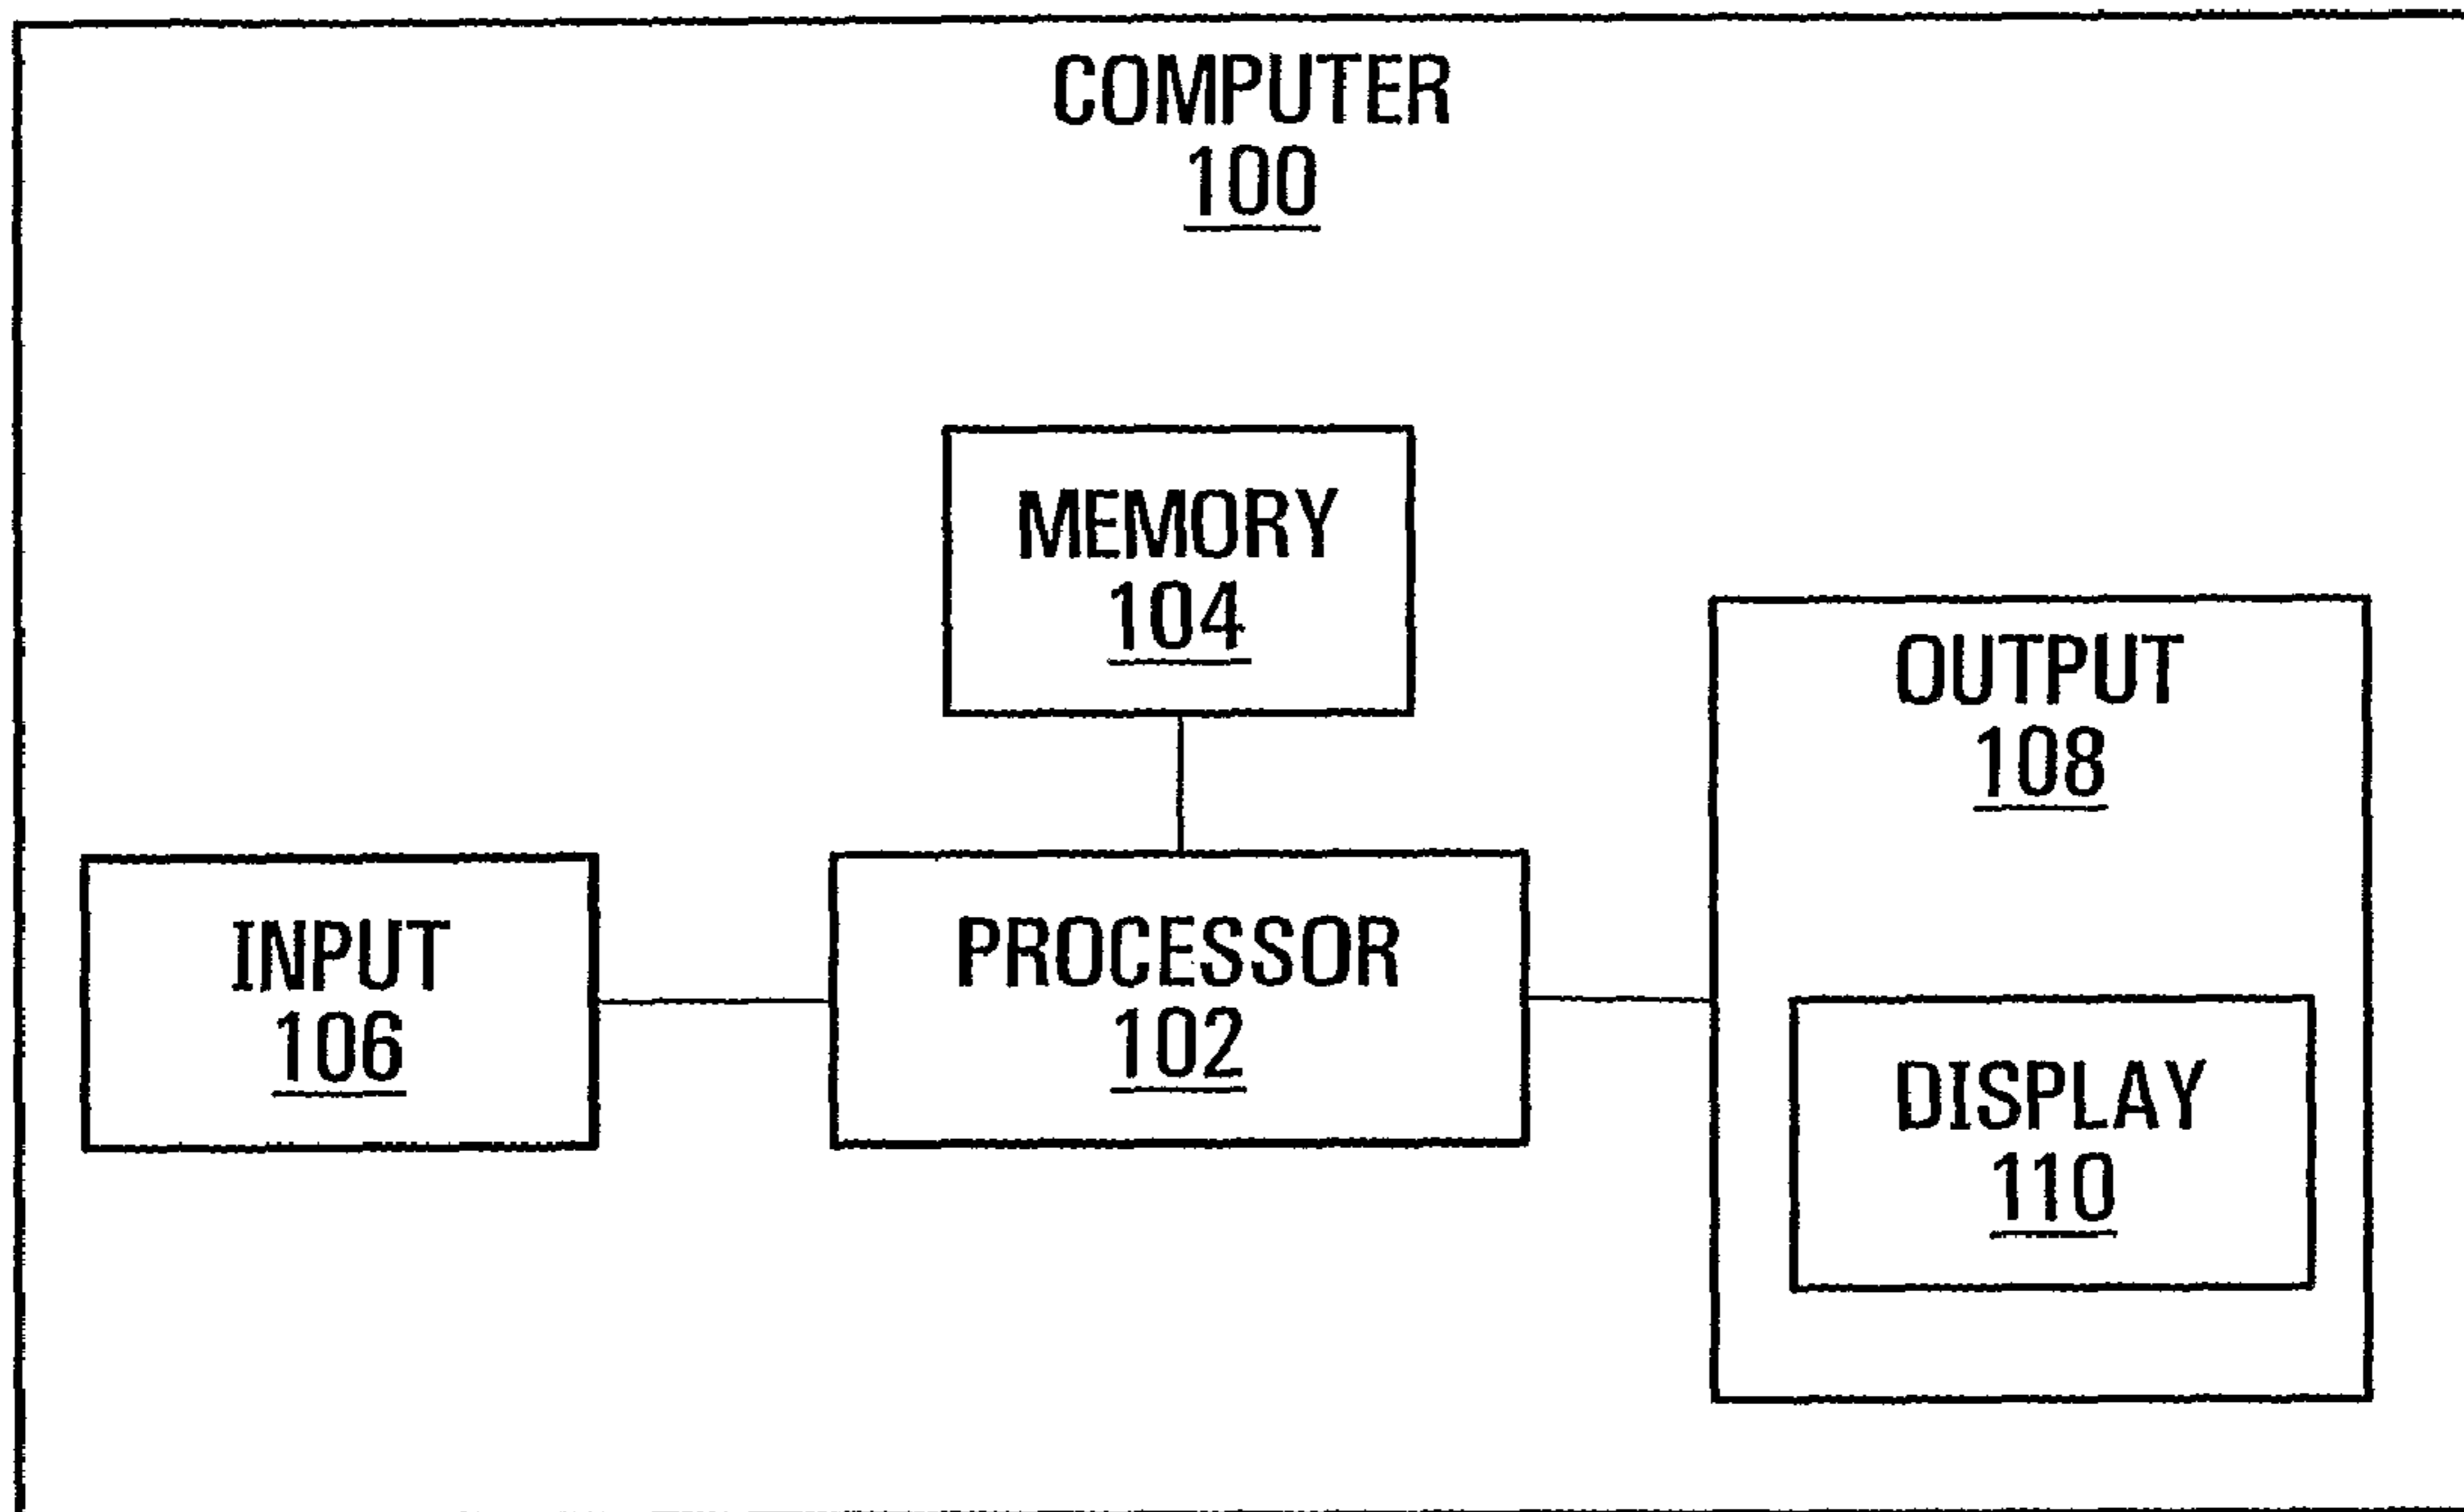 COMPUTER
100
MEMORY
104
OUTPUT
108
INPUT
106
PROCESSOR
102
DISPLAY
110